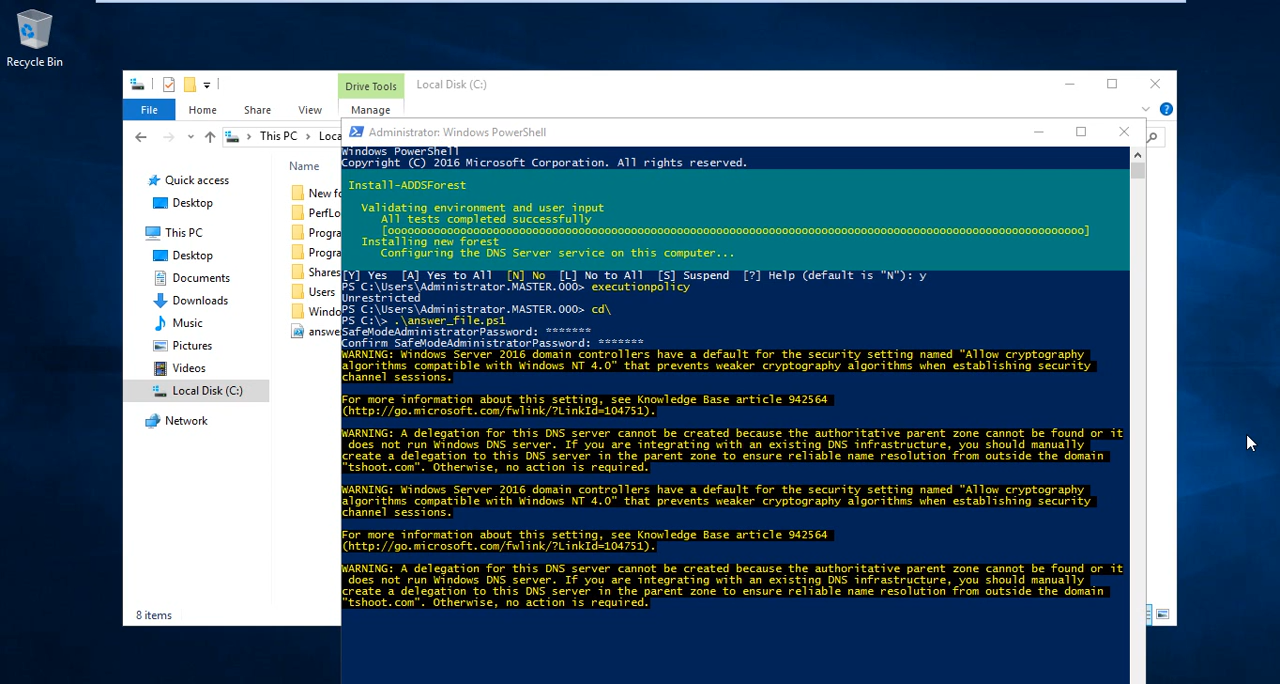 Recycle Bin
Drive Tools
Local Disk (C:)
File
Home
Share
View
Manage
This PC
Loca
Name
Quick access
Desktop
This PC
Desktop
Documents
Downloads
Music
Pictures
Videos
Local Disk (C:)
Network
New fo
PerfLo
Progra
Progra
Shares
Users
Windo
answe
8 items
Administrator: Windows PowerShell
Windows PowerShell
Copyright (C) 2016 Microsoft Corporation. All rights reserved.
Install-ADDSForest
Validating environment and user input
All tests completed successfully
[oooooooooooooooooooooooooooooooooooooooooooooooooooooooooooooooooooooooooooooooooooooooooooooooooooooooooo]
Installing new forest
Configuring the DNS Server service on this computer...
[Y] Yes  [A] Yes to All  [N] No  [L] No to All  [S] Suspend  [?] Help (default is "N"): y
PS C:\Users\Administrator.MASTER.000> executionpolicy
Unrestricted
PS C:\Users\Administrator.MASTER.000> cd\
PS C:\> .\answer_file.ps1
SafeModeAdministratorPassword: *******
Confirm SafeModeAdministratorPassword: *******
WARNING: Windows Server 2016 domain controllers have a default for the security setting named "Allow cryptography
algorithms compatible with Windows NT 4.0" that prevents weaker cryptography algorithms when establishing security
channel sessions.
For more information about this setting, see Knowledge Base article 942564
(http://go.microsoft.com/fwlink/?LinkId=104751).
WARNING: A delegation for this DNS server cannot be created because the authoritative parent zone cannot be found or it
does not run Windows DNS server. If you are integrating with an existing DNS infrastructure, you should manually
create a delegation to this DNS server in the parent zone to ensure reliable name resolution from outside the domain
"tshoot.com". Otherwise, no action is required.
WARNING: Windows Server 2016 domain controllers have a default for the security setting named "Allow cryptography
algorithms compatible with Windows NT 4.0" that prevents weaker cryptography algorithms when establishing security
channel sessions.
For more information about this setting, see Knowledge Base article 942564
(http://go.microsoft.com/fwlink/?LinkId=104751).
WARNING: A delegation for this DNS server cannot be created because the authoritative parent zone cannot be found or it
does not run Windows DNS server. If you are integrating with an existing DNS infrastructure, you should manually
create a delegation to this DNS server in the parent zone to ensure reliable name resolution from outside the domain
"tshoot.com". Otherwise, no action is required.